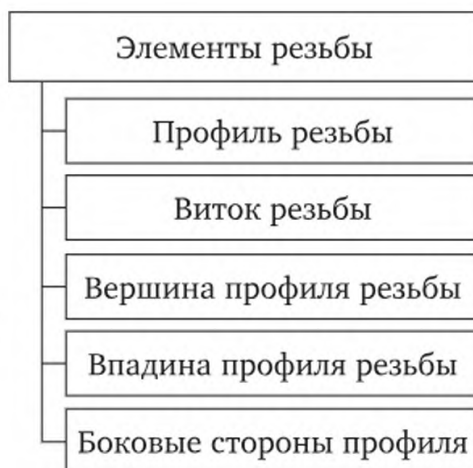 Элементы резьбы
Профиль резьбы
Виток резьбы
Вершина профиля резьбы
Впадина профиля резьбы
Боковые стороны профиля